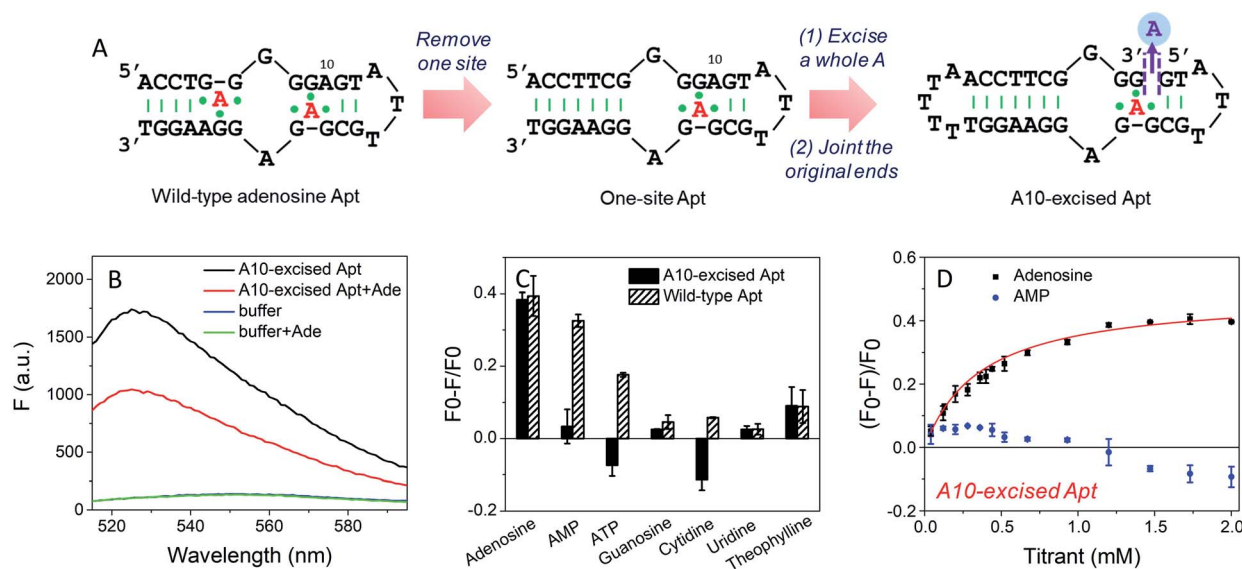 A
Remove
one site
(1) Excise
a whole A
(2) Joint the
original ends
5' ACCTG-G G GGAGT A T T
10
A A
3' TGGAAGG A G-GCG T
Wild-type adenosine Apt
5' ACCTTCG G GGAGT A T T
10
A
3' TGGAAGG A G-GCG T
One-site Apt
A
3' 5'
T AACCTTCG G GG GT A T T
A
T T T TGGAAGG A G-GCG T
A10-excised Apt
B
A10-excised Apt
A10-excised Apt+Ade
buffer
buffer+Ade
F (a.u.)
2000
1500
1000
500
0
520 540 560 580
Wavelength (nm)
C
A10-excised Apt
Wild-type Apt
F0-F/F0
0.4
0.2
0.0
Adenosine
AMP
ATP
Guanosine
Cytidine
Uridine
Theophylline
D
Adenosine
AMP
(F0-F)/F0
0.6
0.4
0.2
0.0
-0.2
A10-excised Apt
0.0 0.5 1.0 1.5 2.0
Titrant (mM)